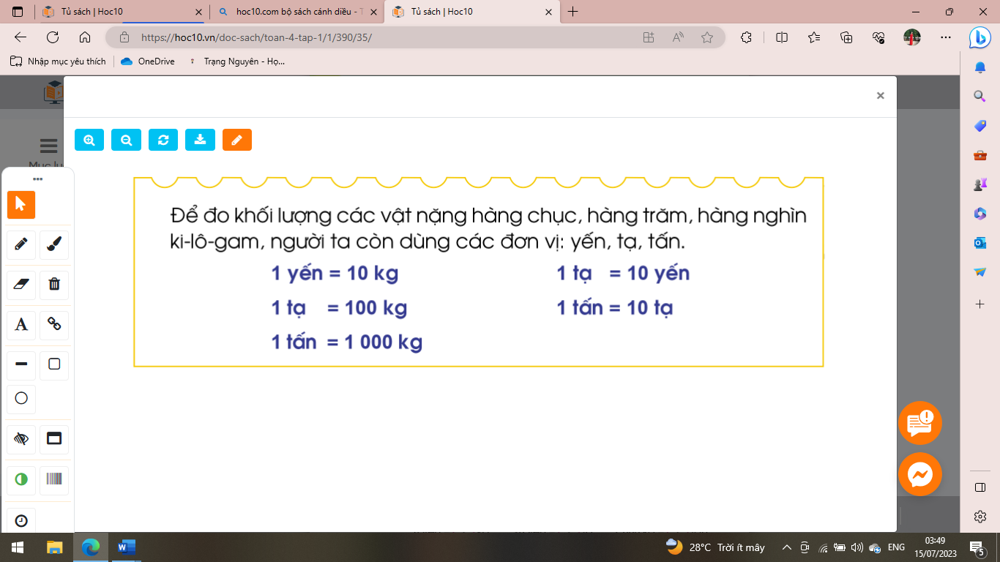 Tủ sách | Hoc10
hoc10.com bộ sách cánh diều - T
Tủ sách | Hoc10
https://hoc10.vn/doc-sach/toan-4-tap-1/1/390/35/
Nhập mục yêu thích
OneDrive
Trạng Nguyên - Họ...
×
Để đo khối lượng các vật nặng hàng chục, hàng trăm, hàng nghìn
ki-lô-gam, người ta còn dùng các đơn vị: yến, tạ, tấn.
1 yến = 10 kg
1 tạ = 10 yến
1 tạ = 100 kg
1 tấn = 10 tạ
1 tấn = 1 000 kg
A
28°C Trời ít mây
ENG
03:49
15/07/2023
5